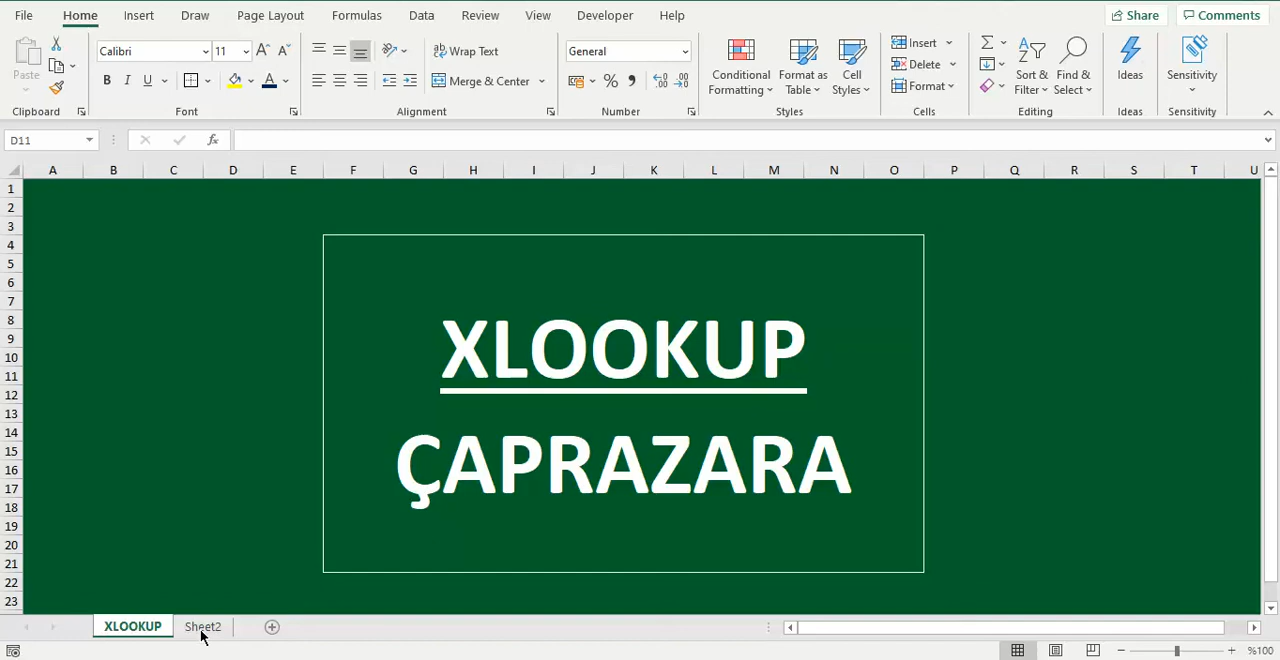 File Home Insert Draw Page Layout Formulas Data Review View Developer Help Share Comments
Calibri 11 Wrap Text General Insert
Paste Conditional Formatting Format as Table Cell Styles Delete Sort & Filter Find & Select Ideas Sensitivity
B I U Merge & Center % Format
Clipboard Font Alignment Number Styles Cells Editing Ideas Sensitivity
D11 fx
A B C D E F G H I J K L M N O P Q R S T U
1
2
3
4
5
6
7
8
XLOOKUP
9
10
11
12
13
14
ÇAPRAZARA
15
16
17
18
19
20
21
22
23
XLOOKUP Sheet2
%100